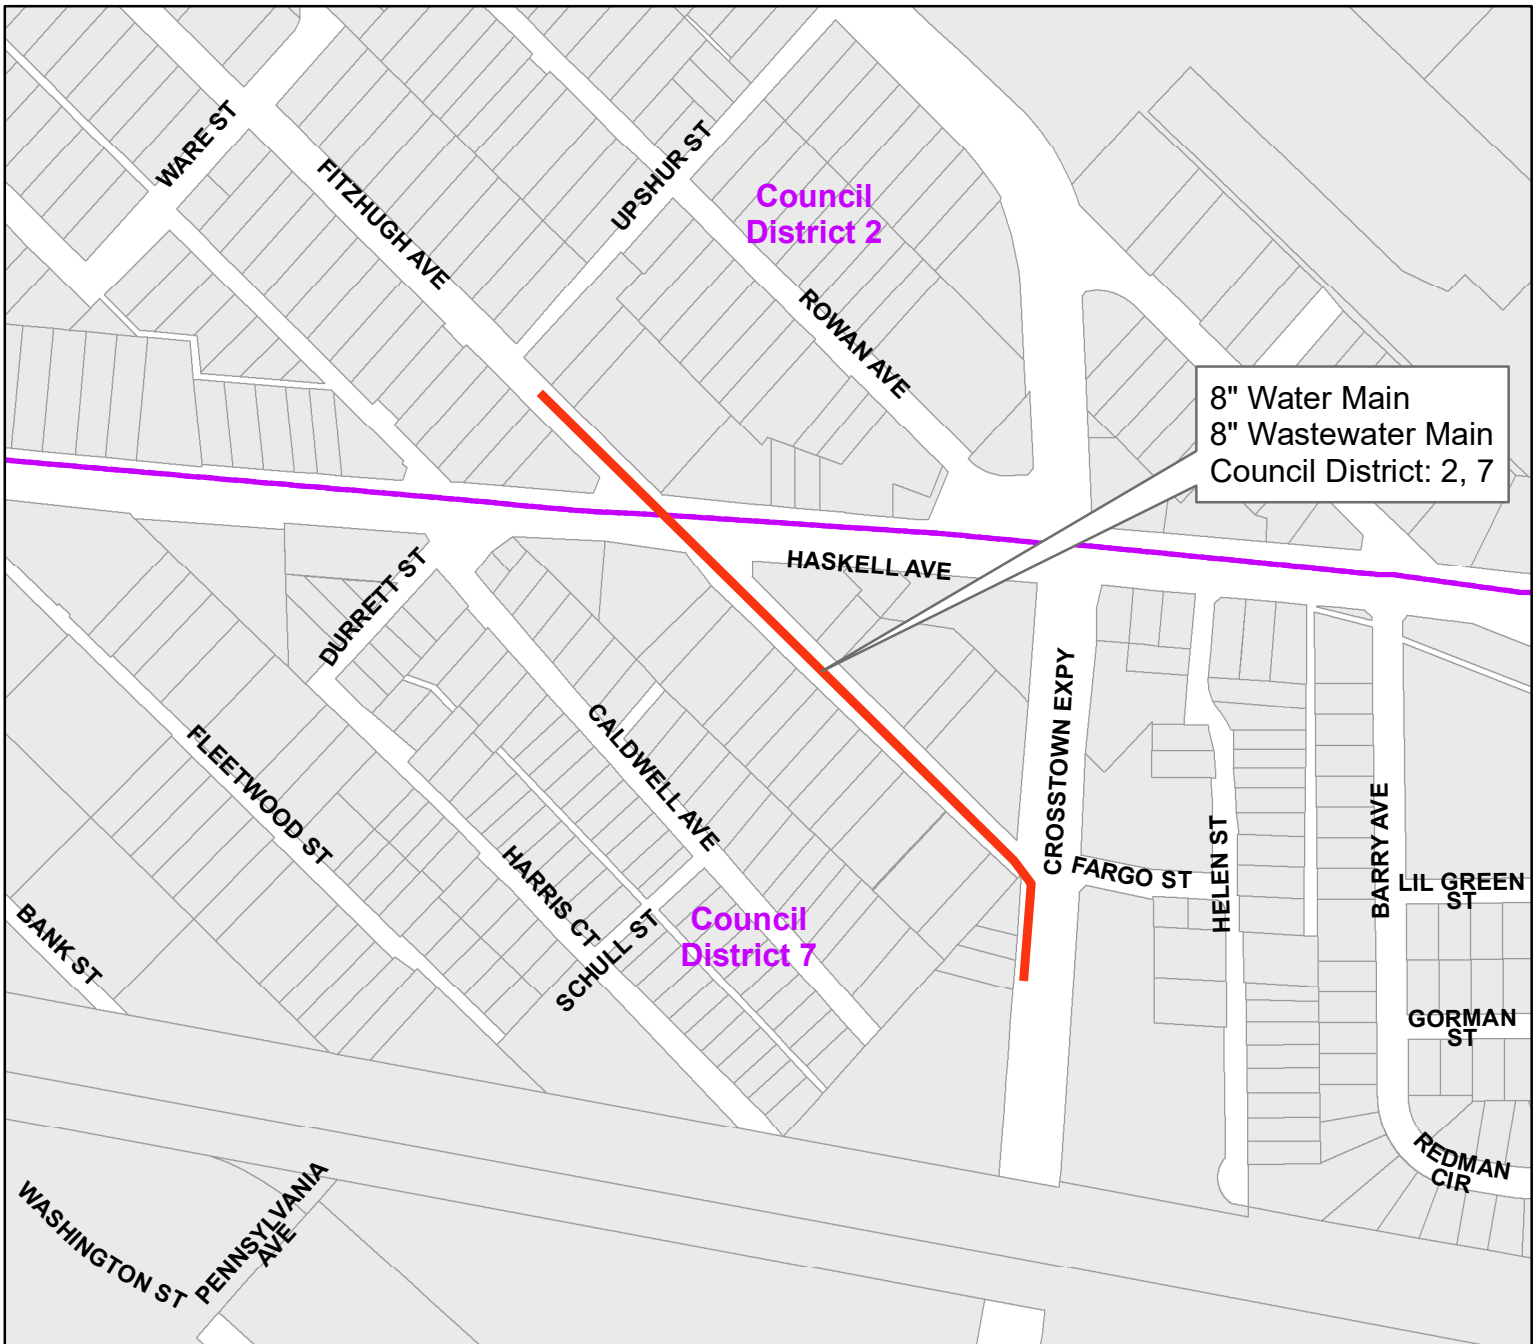 WARE ST
FITZHUGH AVE
UPSHUR ST
Council
District 2
ROWAN AVE
8" Water Main
8" Wastewater Main
Council District: 2, 7
HASKELL AVE
DURRETT ST
CALDWELL AVE
CROSSTOWN EXPY
FLEETWOOD ST
HARRIS CT
SCHULL ST
FARGO ST
HELEN ST
BARRY AVE
LIL GREEN
ST
Council
District 7
BANK ST
GORMAN
ST
REDMAN
CIR
WASHINGTON ST
PENNSYLVANIA
AVE